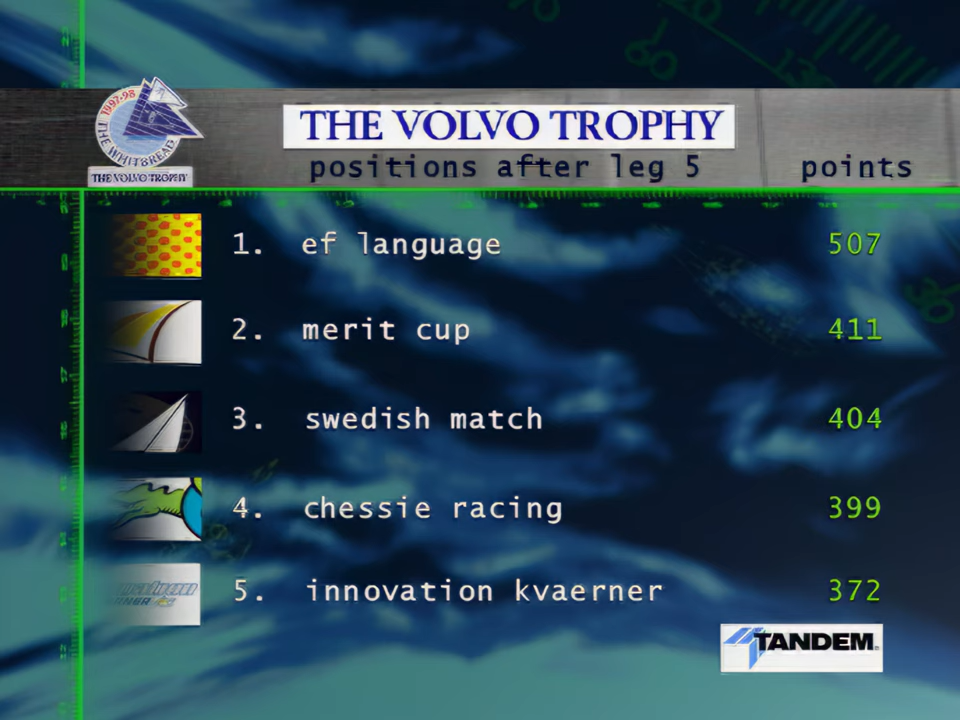 1997-98
THE WHITBREAD
THE VOLVO TROPHY
THE VOLVO TROPHY
positions after leg 5 points
1. ef language 507
2. merit cup 411
3. swedish match 404
4. chessie racing 399
5. innovation kvaerner 372
TANDEM